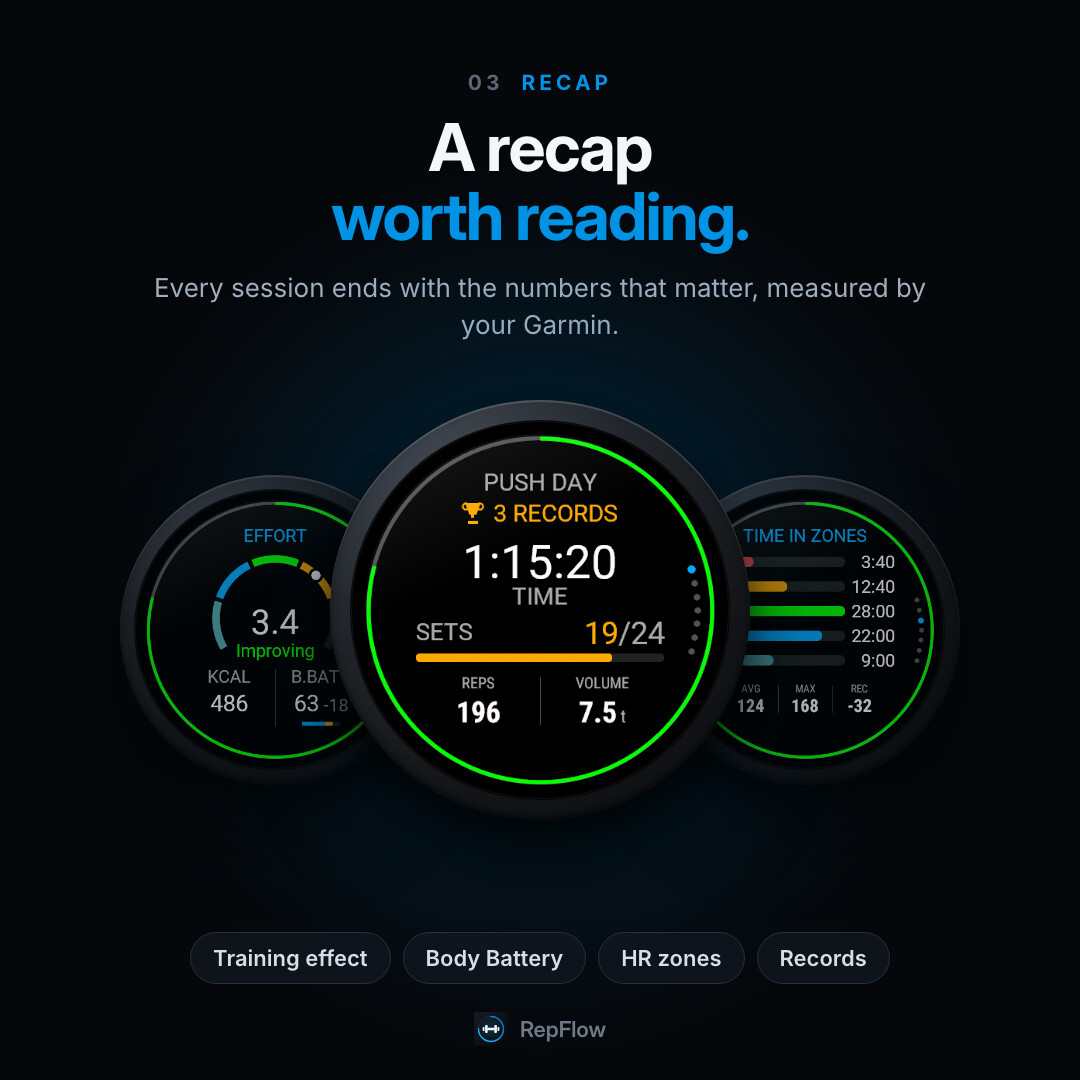 03 RECAP
A recap
worth reading.
Every session ends with the numbers that matter, measured by
your Garmin.
EFFORT
3.4
Improving
KCAL
486
B.BAT
63 -18
PUSH DAY
3 RECORDS
1:15:20
TIME
SETS 19/24
REPS
196
VOLUME
7.5 t
TIME IN ZONES
3:40
12:40
28:00
22:00
9:00
AVG
124
MAX
168
REC
-32
Training effect
Body Battery
HR zones
Records
RepFlow